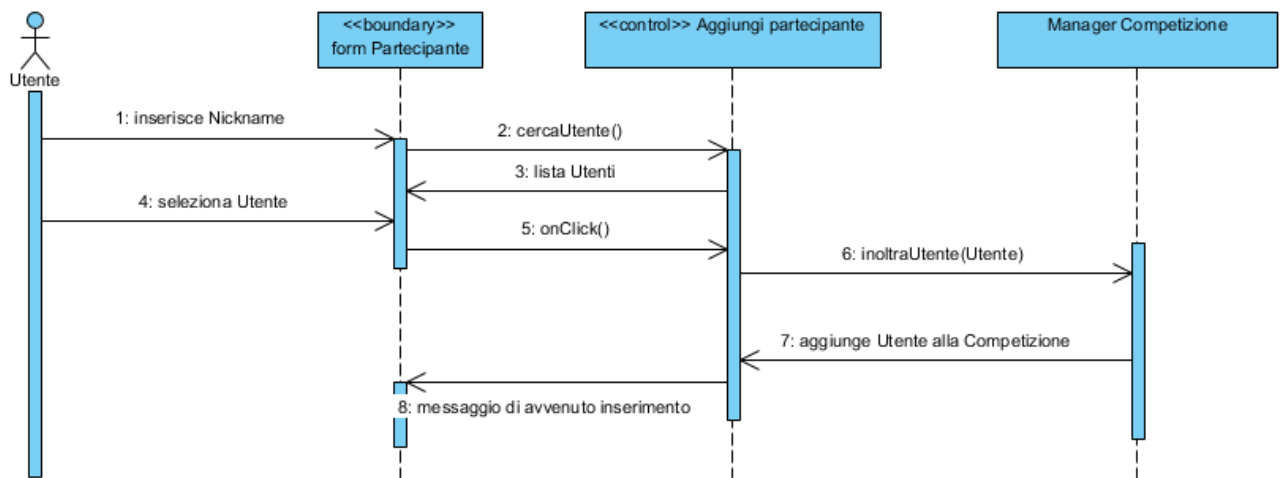 <<boundary>>
form Partecipante
<<control>> Aggiungi partecipante
Manager Competizione
Utente
1: inserisce Nickname
2: cercaUtente()
3: lista Utenti
4: seleziona Utente
5: onClick()
6: inoltraUtente(Utente)
7: aggiunge Utente alla Competizione
8: messaggio di avvenuto inserimento